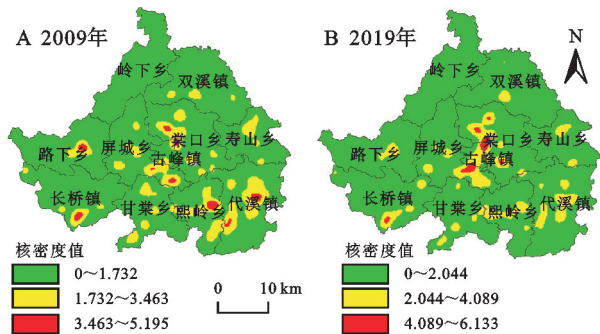 A 2009年
B 2019年
N
岭下乡
双溪镇
棠口乡
寿山乡
屏城乡
路下乡
古峰镇
长桥镇
甘棠乡
熙岭乡
代溪镇
岭下乡
双溪镇
棠口乡
寿山乡
屏城乡
路下乡
古峰镇
长桥镇
甘棠乡
熙岭乡
代溪镇
核密度值
0～1.732
1.732～3.463
3.463～5.195
0 10 km
核密度值
0～2.044
2.044～4.089
4.089～6.133